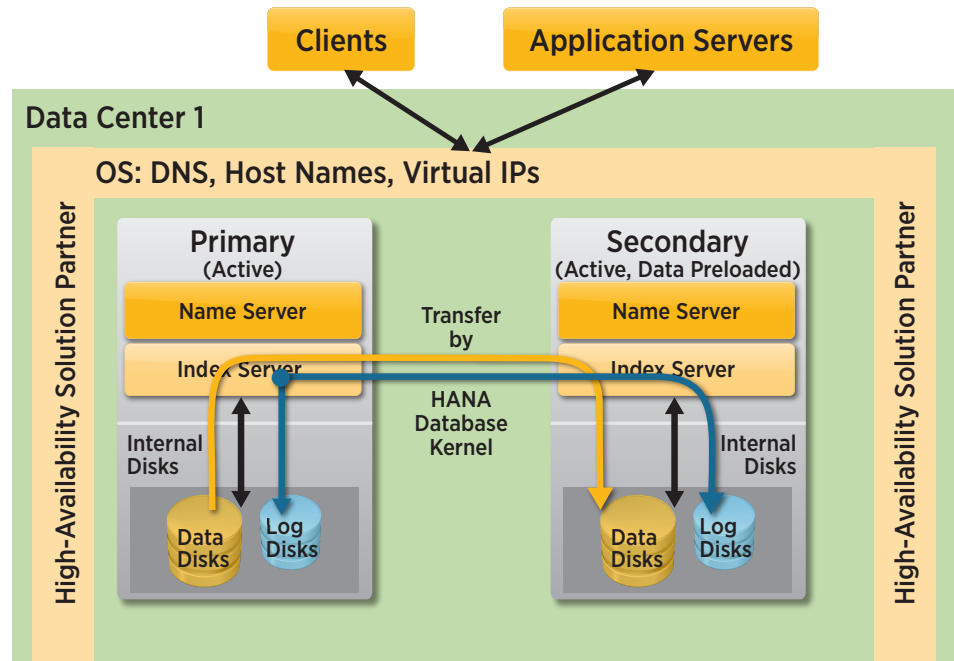 Clients
Application Servers
Data Center 1
OS: DNS, Host Names, Virtual IPs
High-Availability Solution Partner
Primary
(Active)
Name Server
Index Server
Internal
Disks
Data
Disks
Log
Disks
Transfer
by
HANA
Database
Kernel
Secondary
(Active, Data Preloaded)
Name Server
Index Server
Internal
Disks
Data
Disks
Log
Disks
High-Availability Solution Partner